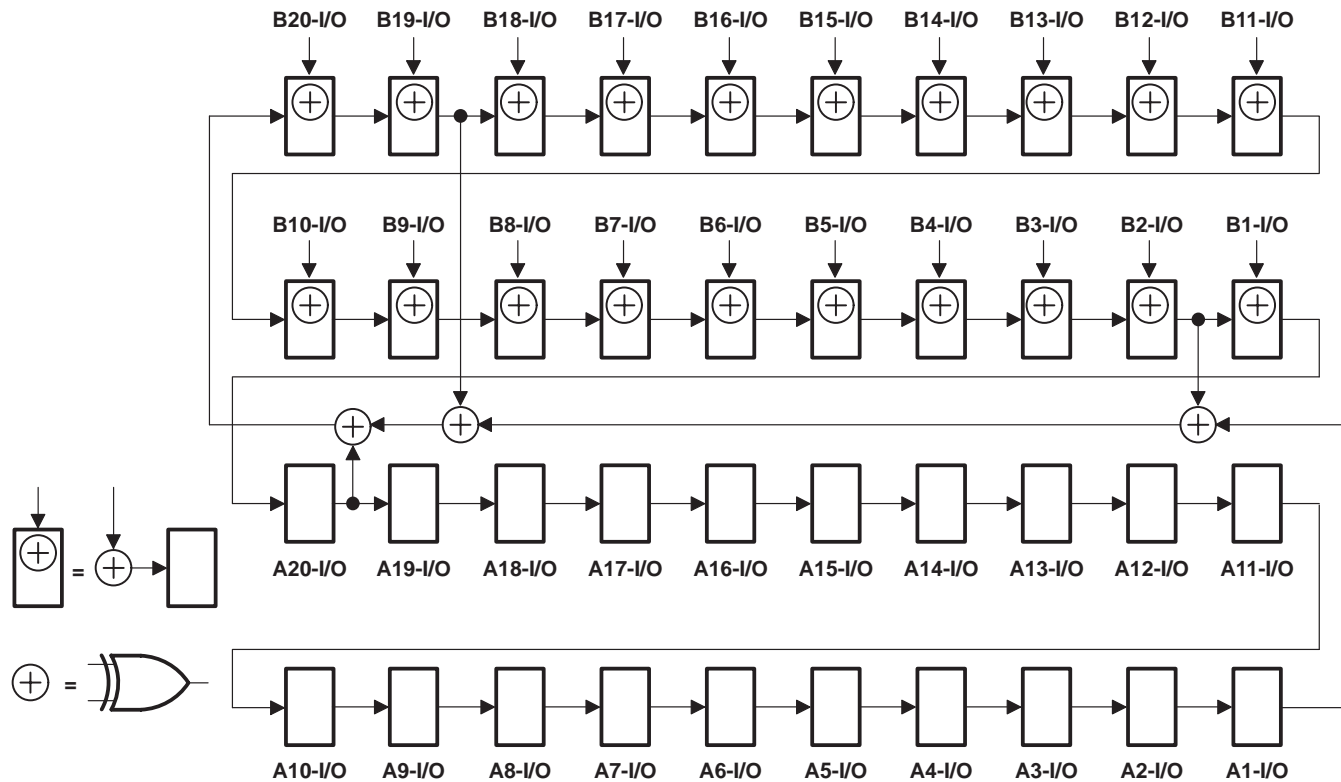 B20-I/O B19-I/O B18-I/O B17-I/O B16-I/O B15-I/O B14-I/O B13-I/O B12-I/O B11-I/O
B10-I/O B9-I/O B8-I/O B7-I/O B6-I/O B5-I/O B4-I/O B3-I/O B2-I/O B1-I/O
A20-I/O A19-I/O A18-I/O A17-I/O A16-I/O A15-I/O A14-I/O A13-I/O A12-I/O A11-I/O
=
=
A10-I/O A9-I/O A8-I/O A7-I/O A6-I/O A5-I/O A4-I/O A3-I/O A2-I/O A1-I/O